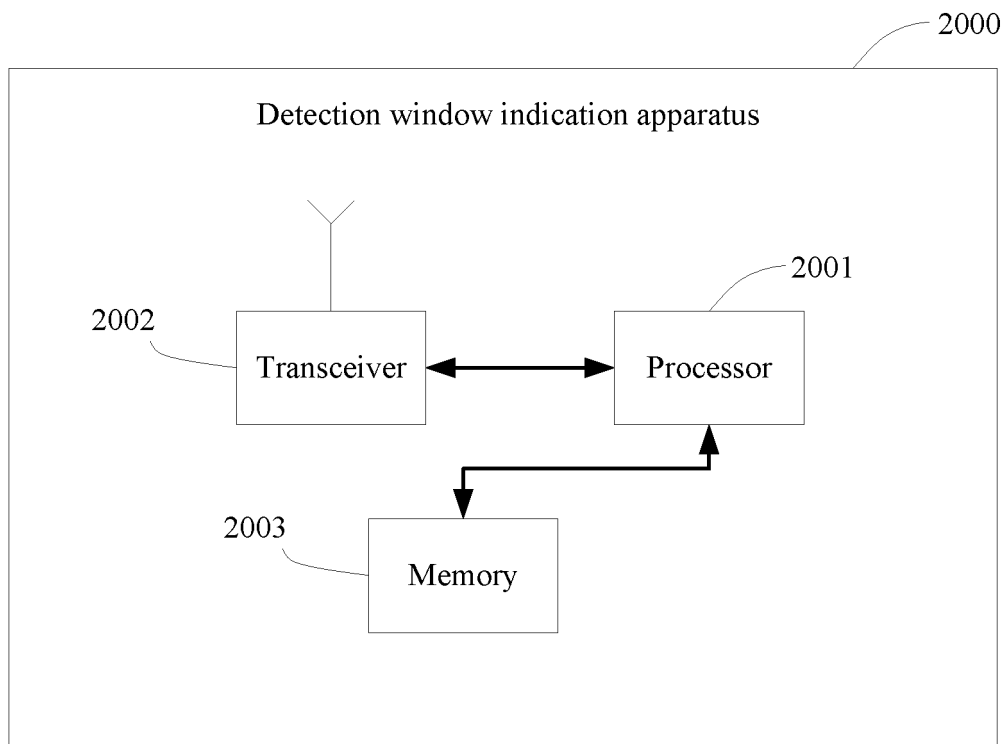 2000
Detection window indication apparatus
2001
2002
Transceiver
Processor
2003
Memory